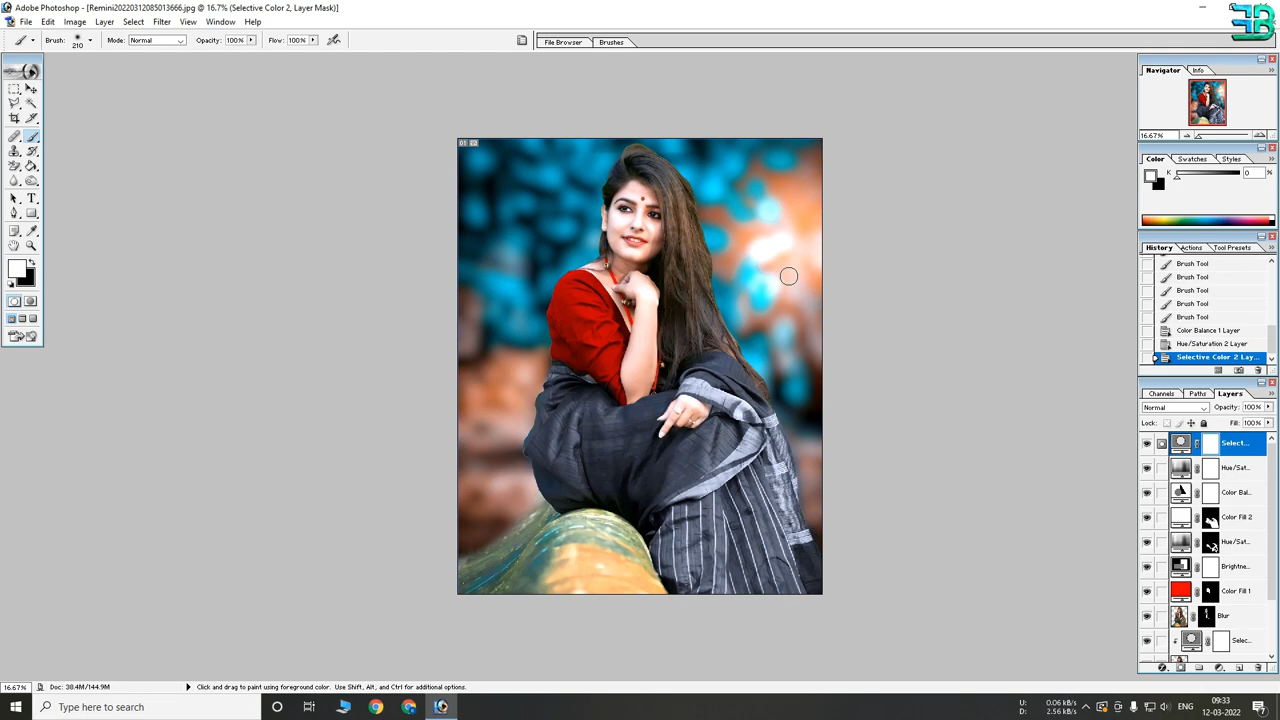 Adobe Photoshop - [Remini20220312085013666.jpg @ 16.7% (Selective Color 2, Layer Mask)]
File Edit Image Layer Select Filter View Window Help
Brush: 210 Mode: Normal Opacity: 100% Flow: 100% File Browser Brushes
Navigator Info
16.67%
Color Swatches Styles
K 0 %
History Actions Tool Presets
Brush Tool
Brush Tool
Brush Tool
Brush Tool
Brush Tool
Color Balance 1 Layer
Hue/Saturation 2 Layer
Selective Color 2 Lay...
Channels Paths Layers
Normal Opacity: 100%
Lock: Fill: 100%
Select...
Hue/Sat...
Color Bal...
Color Fill 2
Hue/Sat...
Brightne...
Color Fill 1
Blur
Selec...
16.67% Doc: 38.4M/144.9M Click and drag to paint using foreground color. Use Shift, Alt, and Ctrl for additional options.
Type here to search
U: 0.06 kB/s
D: 2.56 kB/s
ENG
09:33
12-03-2022